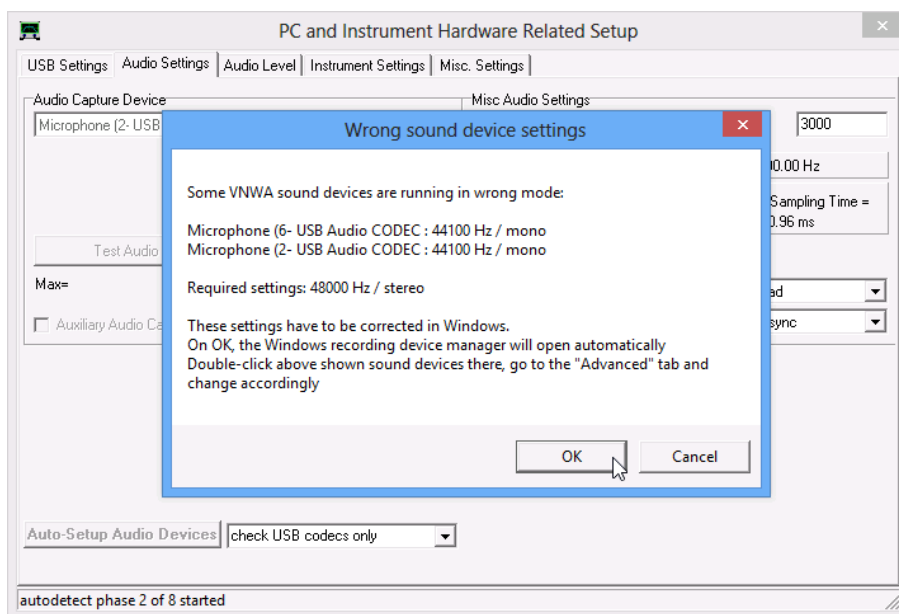 PC and Instrument Hardware Related Setup
USB Settings Audio Settings Audio Level Instrument Settings Misc. Settings
Audio Capture Device Misc Audio Settings
Microphone (2- USB 3000
Wrong sound device settings
0.00 Hz
Some VNWA sound devices are running in wrong mode:
Sampling Time =
0.96 ms
Microphone (6- USB Audio CODEC : 44100 Hz / mono
Microphone (2- USB Audio CODEC : 44100 Hz / mono
Test Audio
Max=
Required settings: 48000 Hz / stereo
ad
Auxiliary Audio Ca
sync
These settings have to be corrected in Windows.
On OK, the Windows recording device manager will open automatically
Double-click above shown sound devices there, go to the "Advanced" tab and
change accordingly
OK Cancel
Auto-Setup Audio Devices check USB codecs only
autodetect phase 2 of 8 started